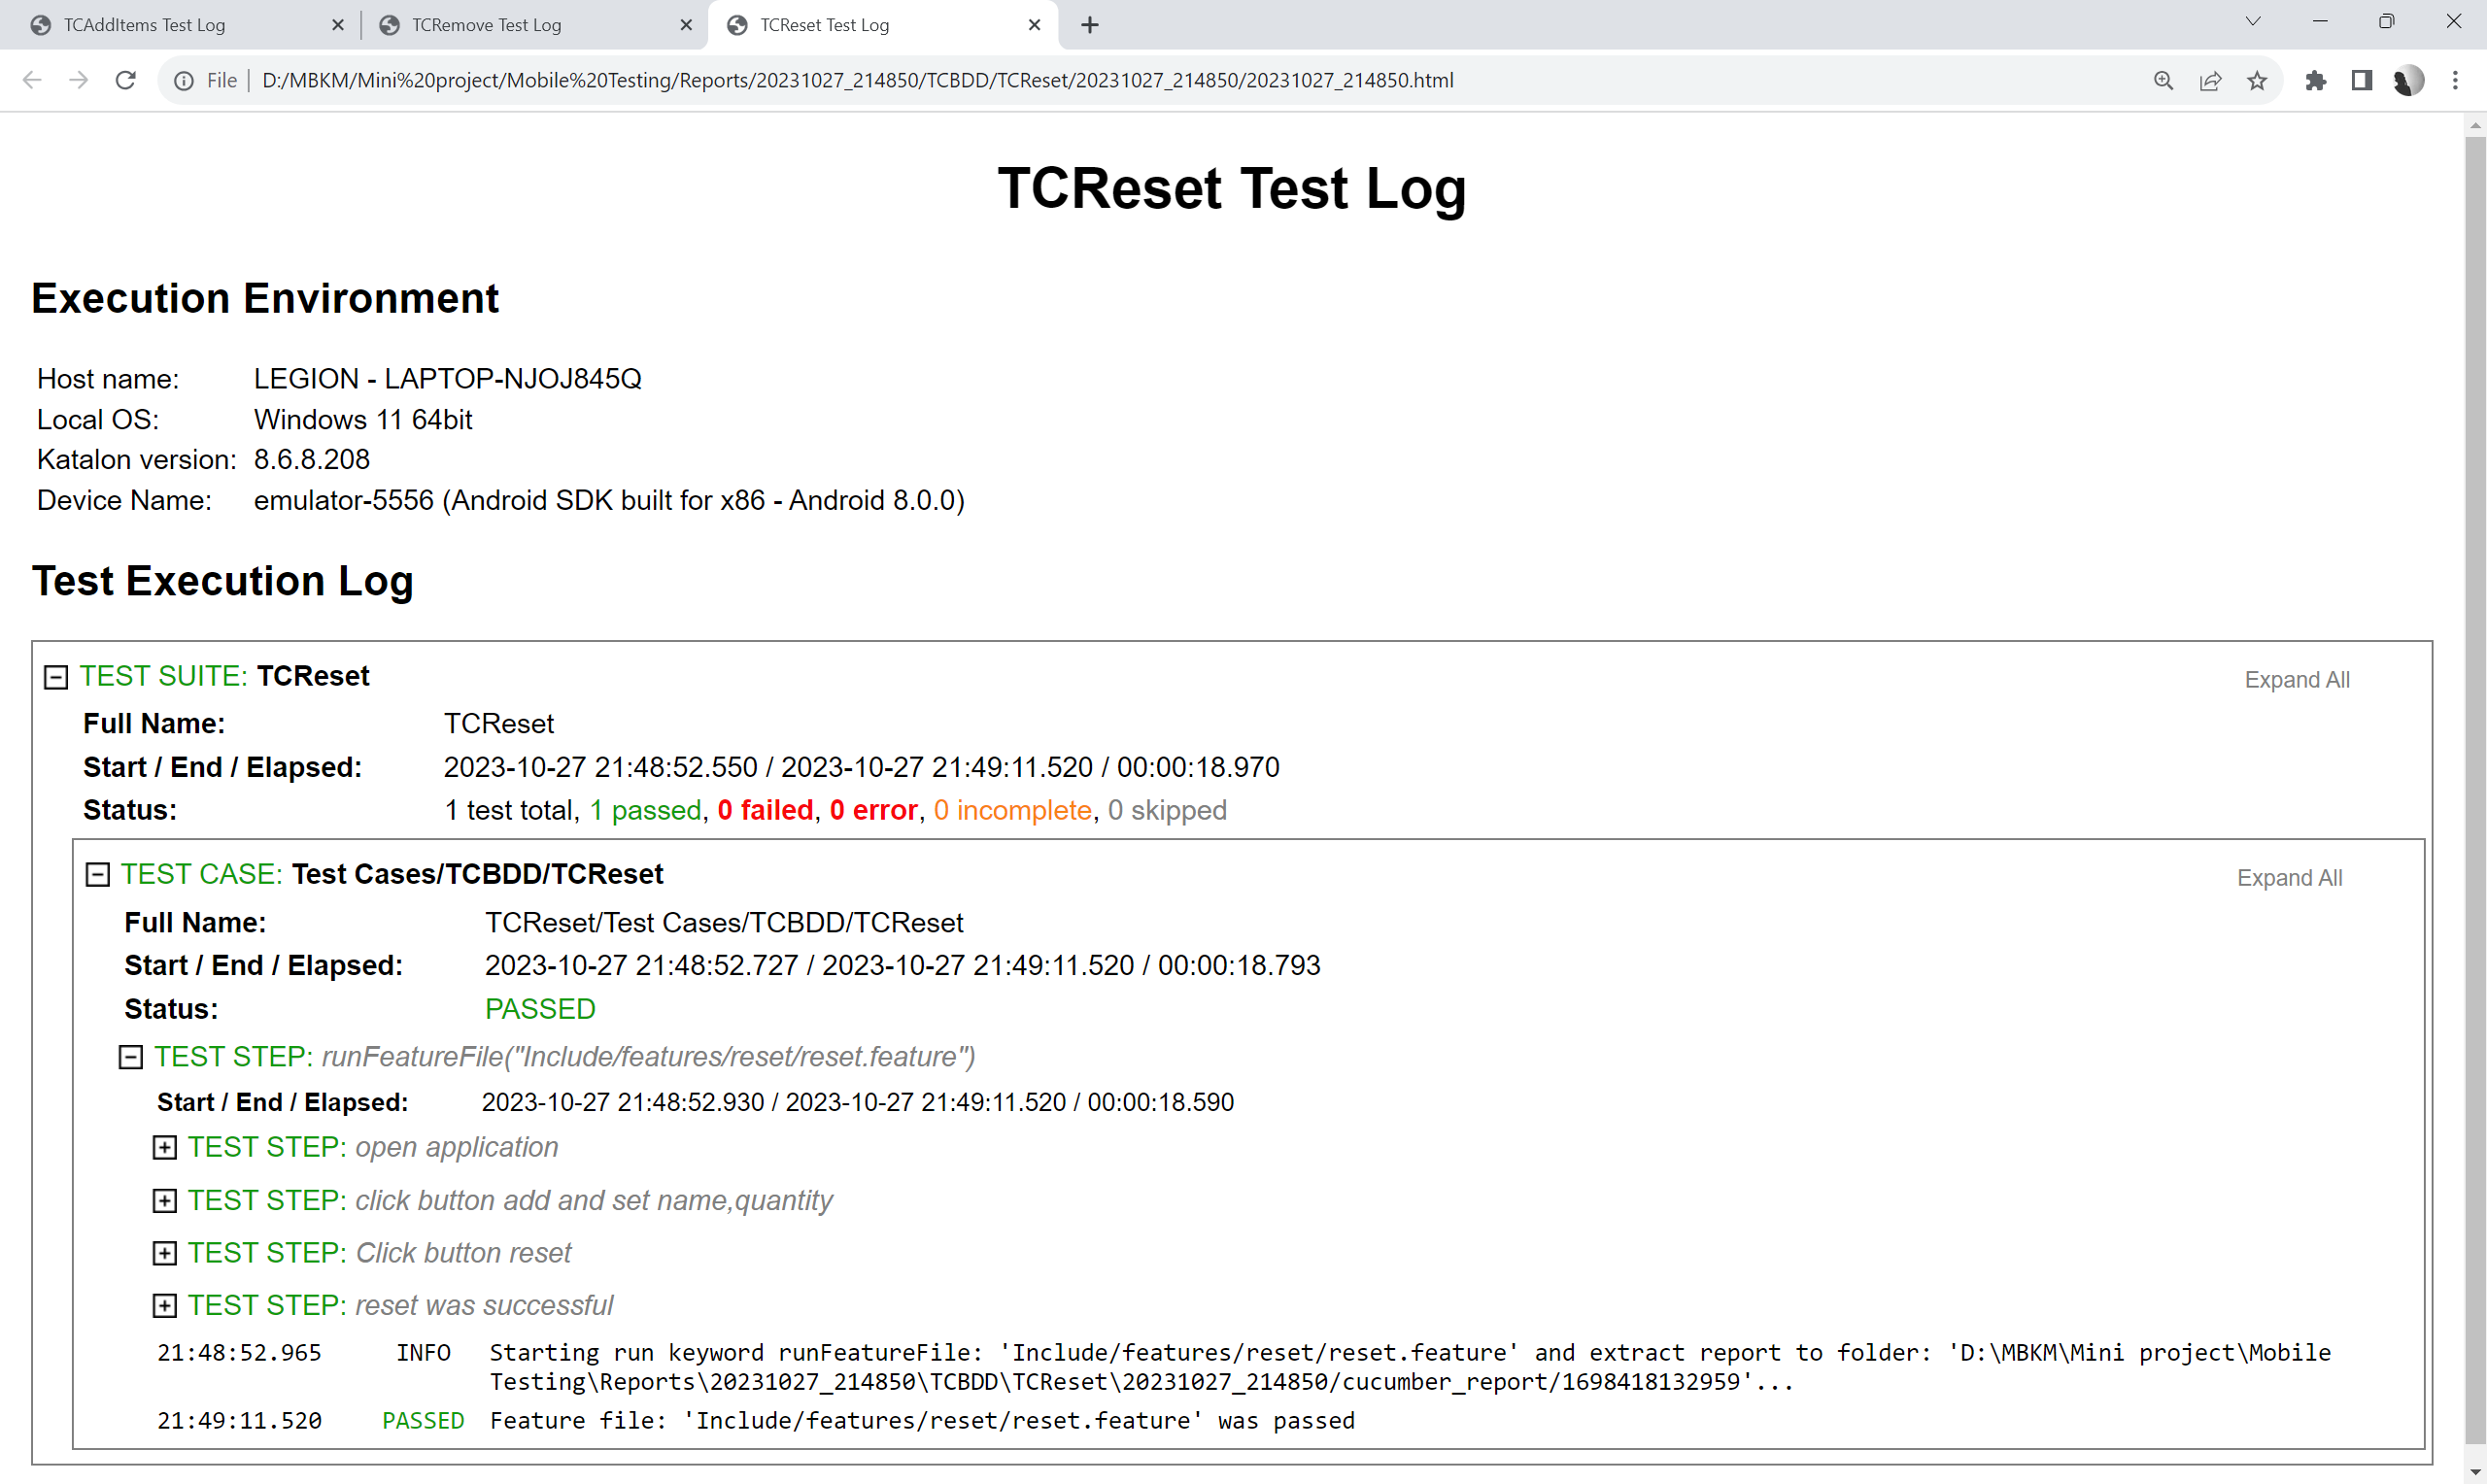 TCAddItems Test Log
TCRemove Test Log
TCReset Test Log
File
D:/MBKM/Mini%20project/Mobile%20Testing/Reports/20231027_214850/TCBDD/TCReset/20231027_214850/20231027_214850.html
TCReset Test Log
Execution Environment
Host name: LEGION - LAPTOP-NJOJ845Q
Local OS: Windows 11 64bit
Katalon version: 8.6.8.208
Device Name: emulator-5556 (Android SDK built for x86 - Android 8.0.0)
Test Execution Log
TEST SUITE: TCReset Expand All
Full Name: TCReset
Start / End / Elapsed: 2023-10-27 21:48:52.550 / 2023-10-27 21:49:11.520 / 00:00:18.970
Status: 1 test total, 1 passed, 0 failed, 0 error, 0 incomplete, 0 skipped
TEST CASE: Test Cases/TCBDD/TCReset Expand All
Full Name: TCReset/Test Cases/TCBDD/TCReset
Start / End / Elapsed: 2023-10-27 21:48:52.727 / 2023-10-27 21:49:11.520 / 00:00:18.793
Status: PASSED
TEST STEP: runFeatureFile("Include/features/reset/reset.feature")
Start / End / Elapsed: 2023-10-27 21:48:52.930 / 2023-10-27 21:49:11.520 / 00:00:18.590
TEST STEP: open application
TEST STEP: click button add and set name,quantity
TEST STEP: Click button reset
TEST STEP: reset was successful
21:48:52.965 INFO Starting run keyword runFeatureFile: 'Include/features/reset/reset.feature' and extract report to folder: 'D:\MBKM\Mini project\Mobile
Testing\Reports\20231027_214850\TCBDD\TCReset\20231027_214850/cucumber_report/1698418132959'...
21:49:11.520 PASSED Feature file: 'Include/features/reset/reset.feature' was passed